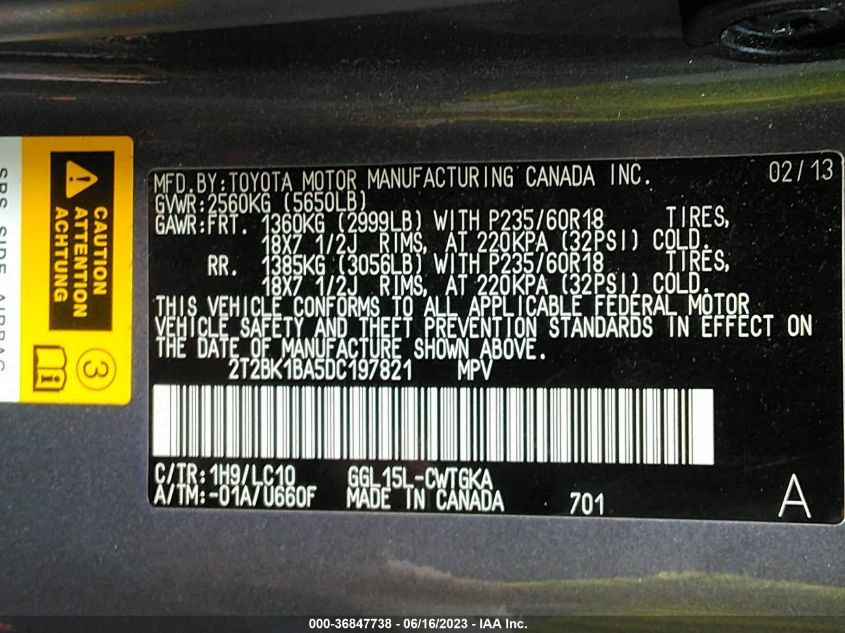 SRS SIDE AIRBAG
CAUTION
ATTENTION
ACHTUNG
3
MFD.BY:TOYOTA MOTOR MANUFACTURING CANADA INC. 02/13
GVWR:2560KG (5650LB)
GAWR:FRT. 1360KG (2999LB) WITH P235/60R18 TIRES,
18X7 1/2J RIMS, AT 220KPA (32PSI) COLD.
RR. 1385KG (3056LB) WITH P235/60R18 TIRES,
18X7 1/2J RIMS, AT 220KPA (32PSI) COLD.
THIS VEHICLE CONFORMS TO ALL APPLICABLE FEDERAL MOTOR
VEHICLE SAFETY AND THEFT PREVENTION STANDARDS IN EFFECT ON
THE DATE OF MANUFACTURE SHOWN ABOVE.
2T2BK1BA5DC197821 MPV
C/TR:1H9/LC10 GGL15L-CWTGKA
A/TM:-01A/U660F MADE IN CANADA 701 A
000-36847738 - 06/16/2023 - IAA Inc.